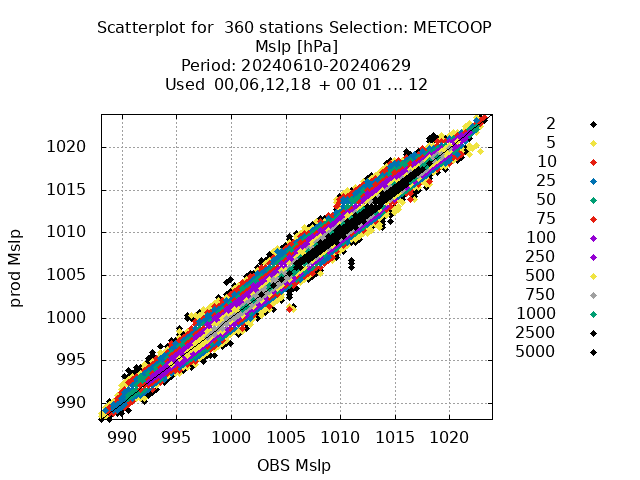 Scatterplot for  360 stations Selection: METCOOP
Mslp [hPa]
Period: 20240610-20240629
Used  00,06,12,18  + 00 01 ... 12
prod Mslp
1020
1015
1010
1005
1000
995
990
990 995 1000 1005 1010 1015 1020
OBS Mslp
2
5
10
25
50
75
100
250
500
750
1000
2500
5000